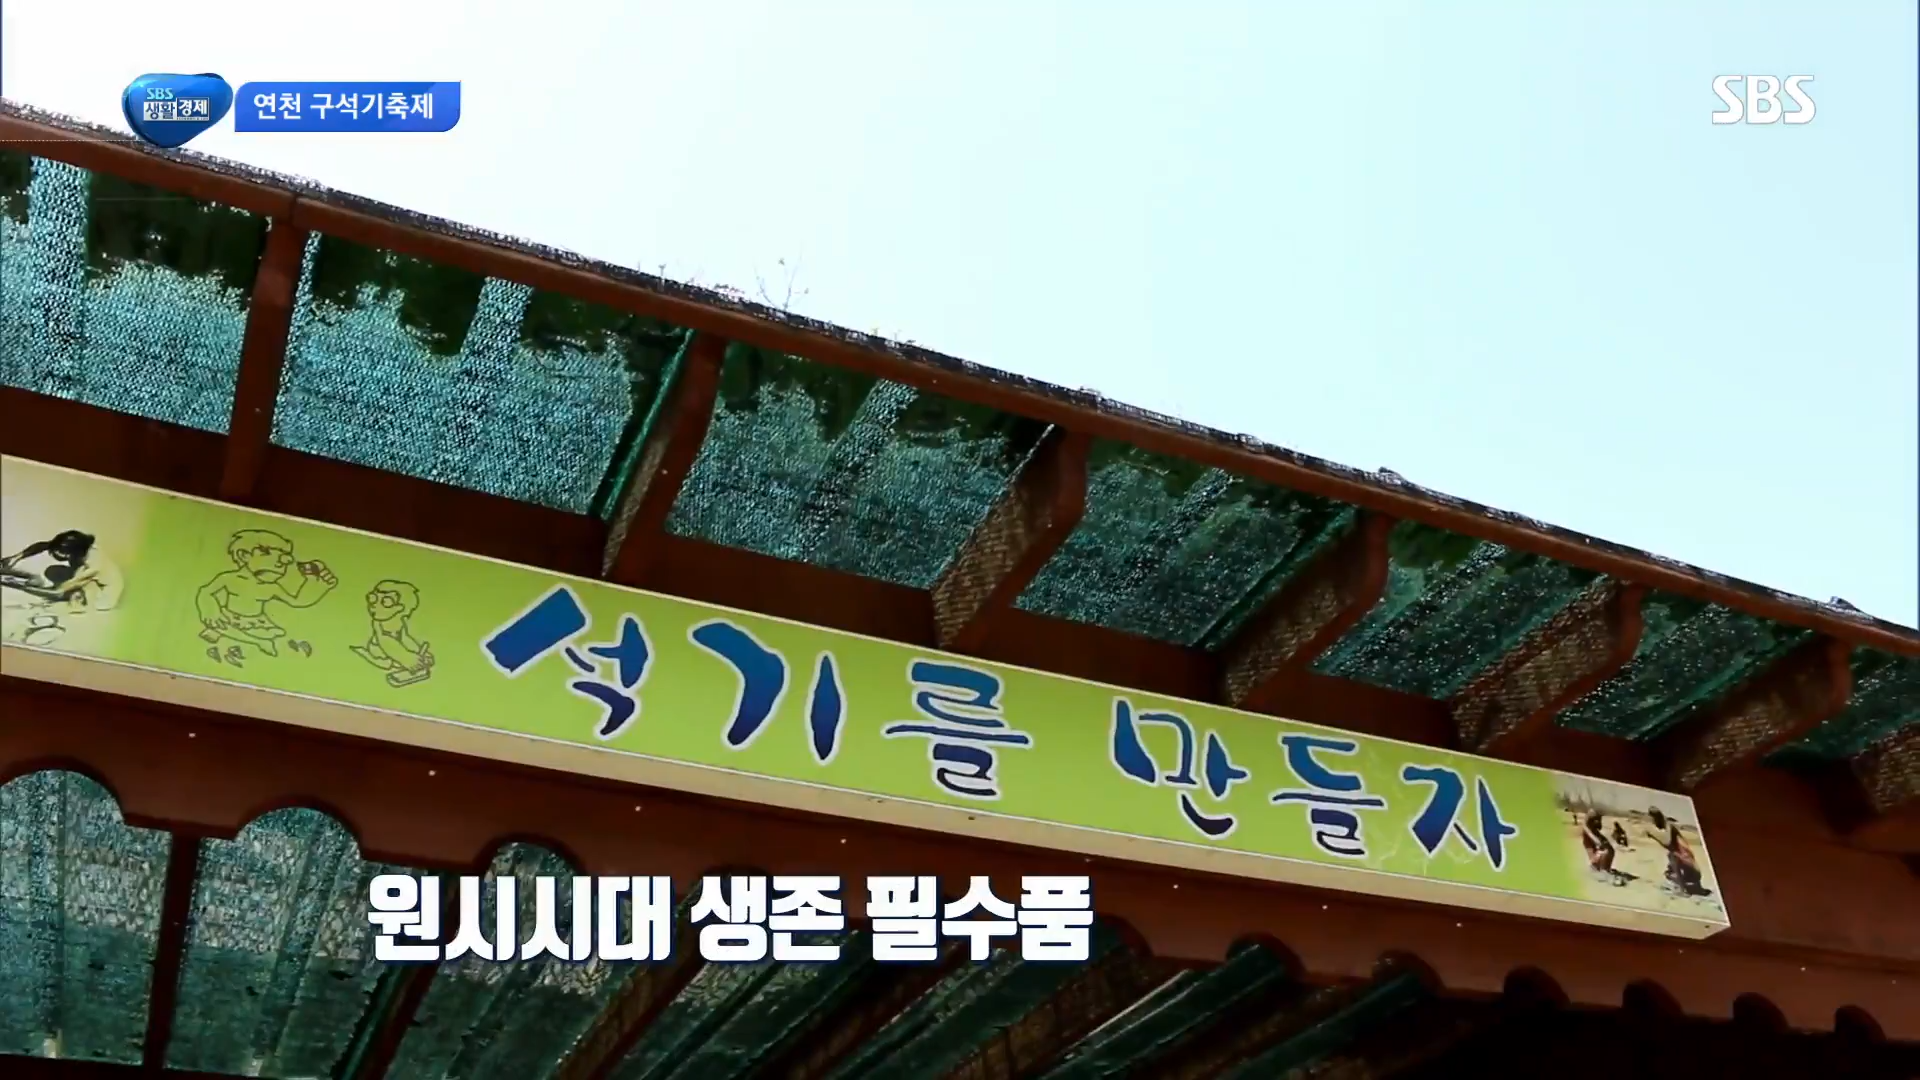 SBS
생활경제
연천 구석기축제
SBS
석기를 만들자
원시시대 생존 필수품